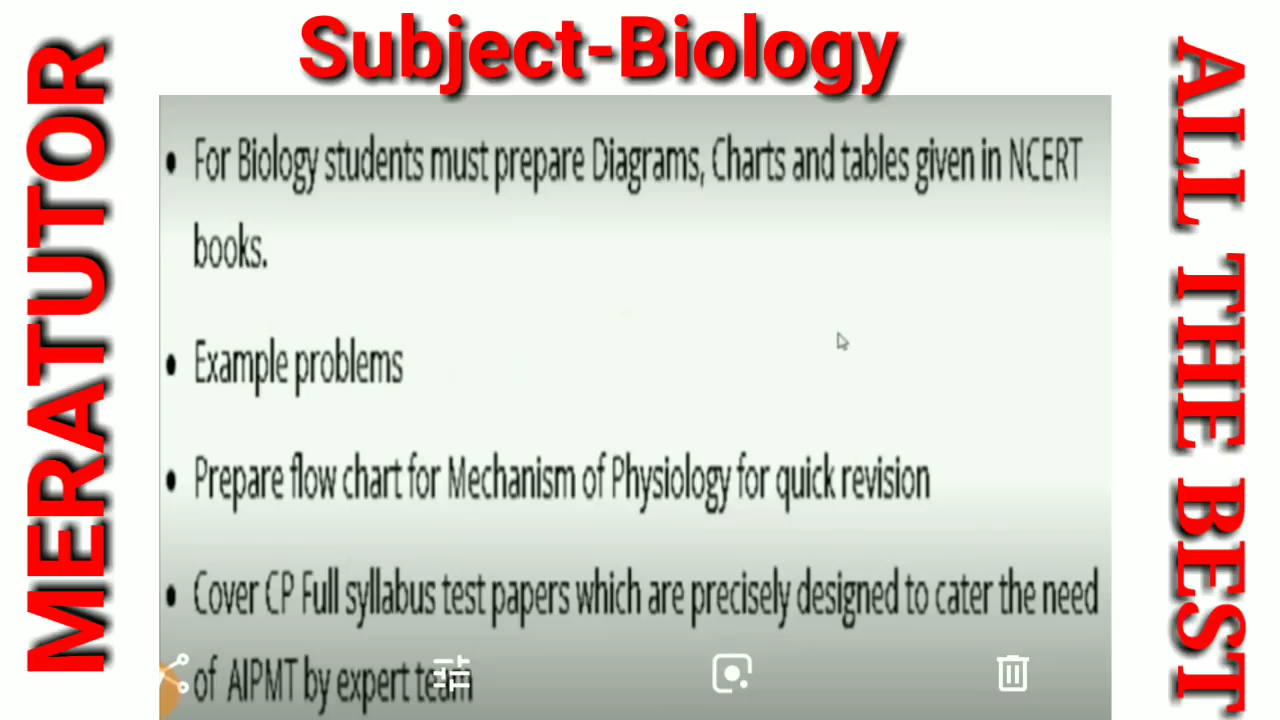 Subject-Biology
MERATUTOR
• For Biology students must prepare Diagrams, Charts and tables given in NCERT
books.
• Example problems
• Prepare flow chart for Mechanism of Physiology for quick revision
• Cover CP Full syllabus test papers which are precisely designed to cater the need
of AIPMT by expert team
ALL THE BEST